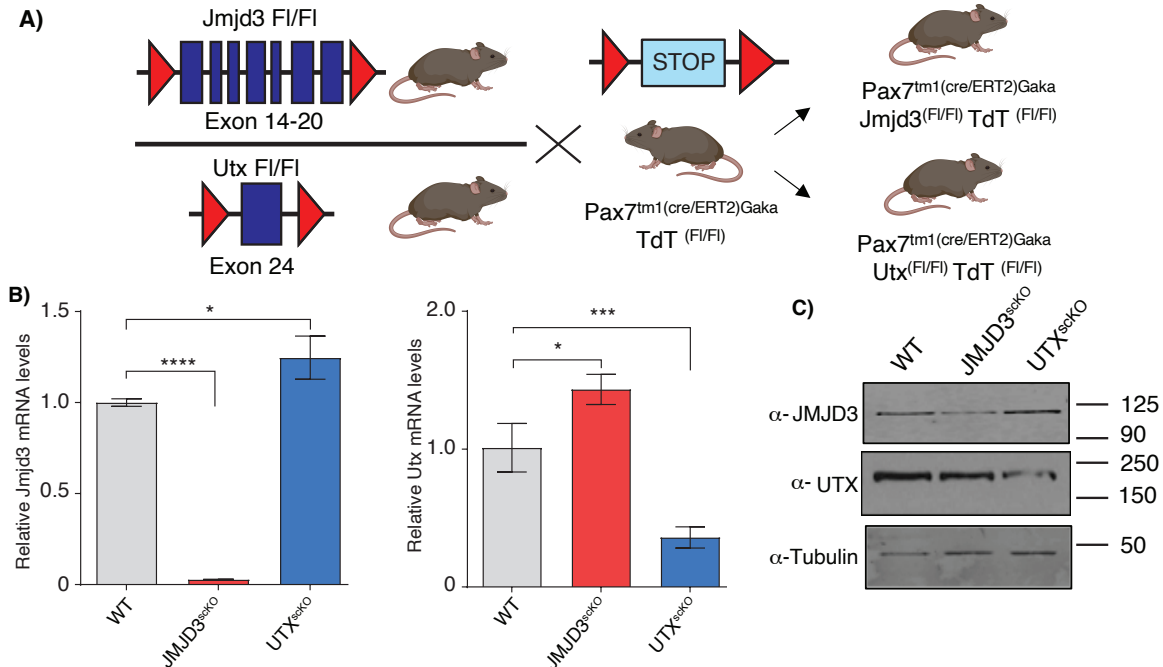 A)
Jmjd3 Fl/Fl
Exon 14-20
Utx Fl/Fl
Exon 24
STOP
Pax7tm1(cre/ERT2)Gaka
TdT (Fl/Fl)
Pax7tm1(cre/ERT2)Gaka
Jmjd3(Fl/Fl) TdT (Fl/Fl)
Pax7tm1(cre/ERT2)Gaka
Utx(Fl/Fl) TdT (Fl/Fl)
B)
Relative Jmjd3 mRNA levels
1.5
1.0
0.5
0
*
****
WT
JMJD3scKO
UTXscKO
Relative Utx mRNA levels
2.0
1.0
0
***
*
WT
JMJD3scKO
UTXscKO
C)
WT
JMJD3scKO
UTXscKO
α-JMJD3
125
90
α-UTX
250
150
α-Tubulin
50